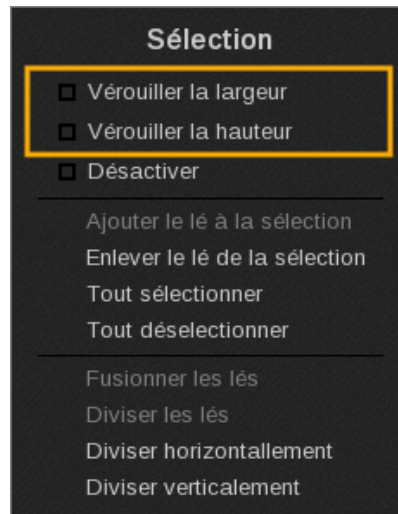 Sélection
Vérouiller la largeur
Vérouiller la hauteur
Désactiver
Ajouter le lé à la sélection
Enlever le lé de la sélection
Tout sélectionner
Tout déselectionner
Fusionner les lés
Diviser les lés
Diviser horizontallement
Diviser verticalement